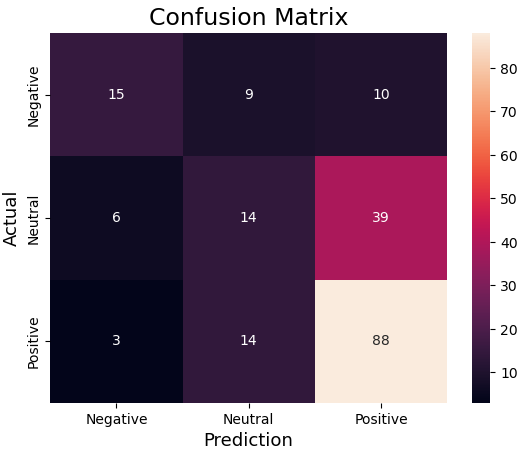 Confusion Matrix
Negative 15 9 10
Neutral 6 14 39
Positive 3 14 88
Actual
Negative Neutral Positive
Prediction
80
70
60
50
40
30
20
10